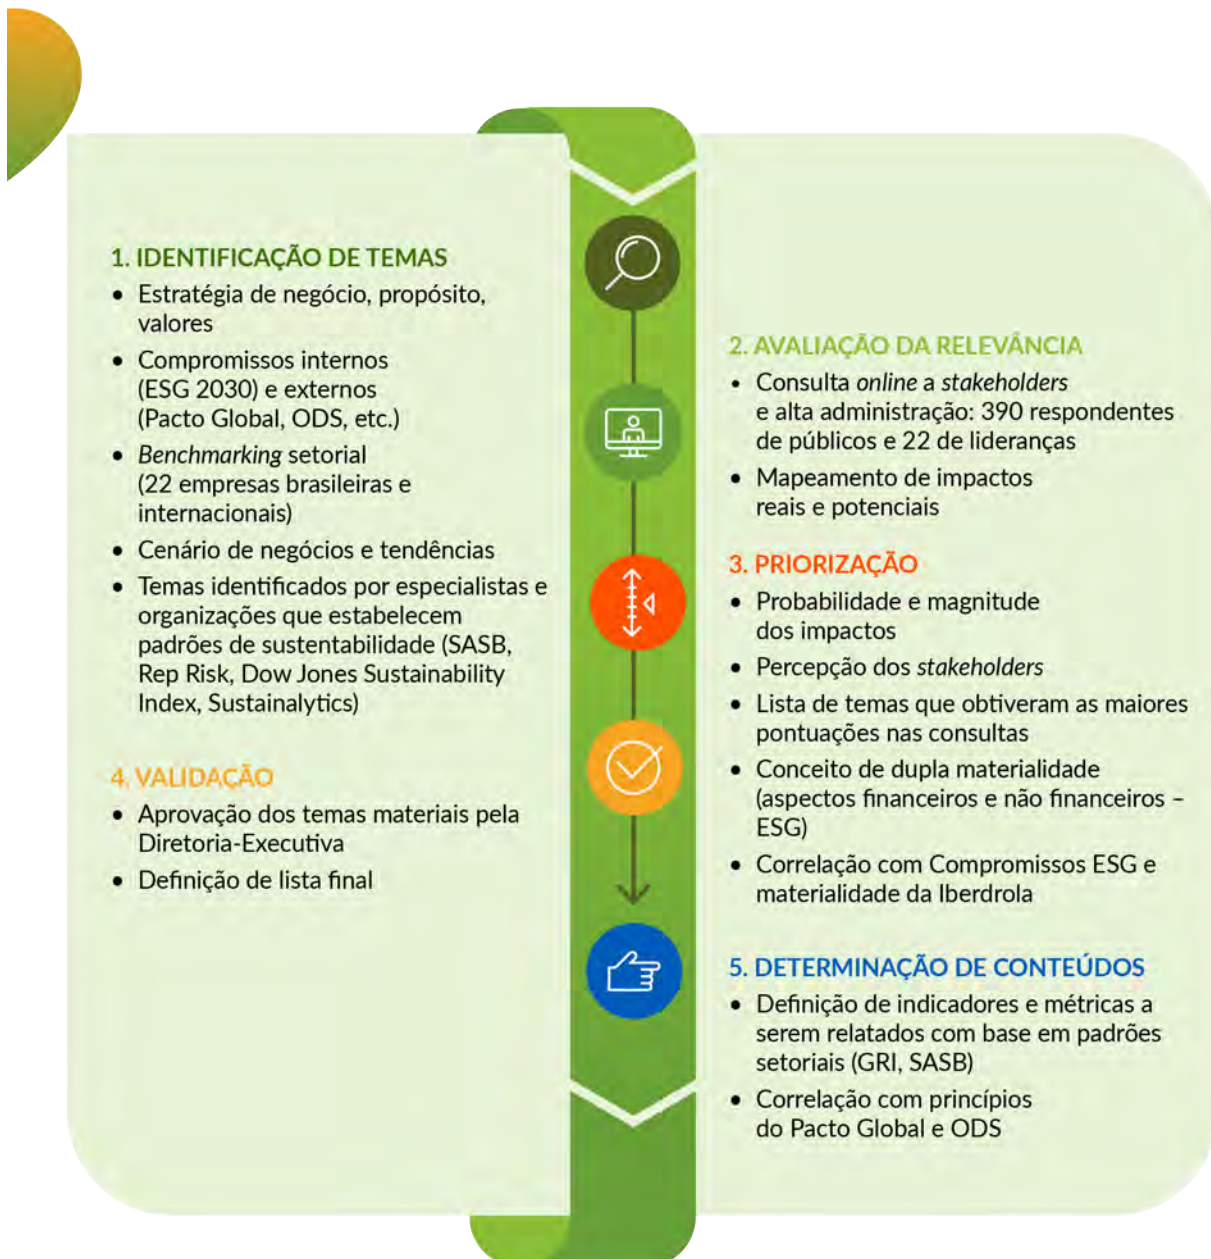 1. IDENTIFICAÇÃO DE TEMAS
• Estratégia de negócio, propósito,
valores
• Compromissos internos
(ESG 2030) e externos
(Pacto Global, ODS, etc.)
• Benchmarking setorial
(22 empresas brasileiras e
internacionais)
• Cenário de negócios e tendências
• Temas identificados por especialistas e
organizações que estabelecem
padrões de sustentabilidade (SASB,
Rep Risk, Dow Jones Sustainability
Index, Sustainalytics)
2. AVALIAÇÃO DA RELEVÂNCIA
• Consulta online a stakeholders
e alta administração: 390 respondentes
de públicos e 22 de lideranças
• Mapeamento de impactos
reais e potenciais
3. PRIORIZAÇÃO
• Probabilidade e magnitude
dos impactos
• Percepção dos stakeholders
• Lista de temas que obtiveram as maiores
pontuações nas consultas
• Conceito de dupla materialidade
(aspectos financeiros e não financeiros –
ESG)
• Correlação com Compromissos ESG e
materialidade da Iberdrola
4. VALIDAÇÃO
• Aprovação dos temas materiais pela
Diretoria-Executiva
• Definição de lista final
5. DETERMINAÇÃO DE CONTEÚDOS
• Definição de indicadores e métricas a
serem relatados com base em padrões
setoriais (GRI, SASB)
• Correlação com princípios
do Pacto Global e ODS